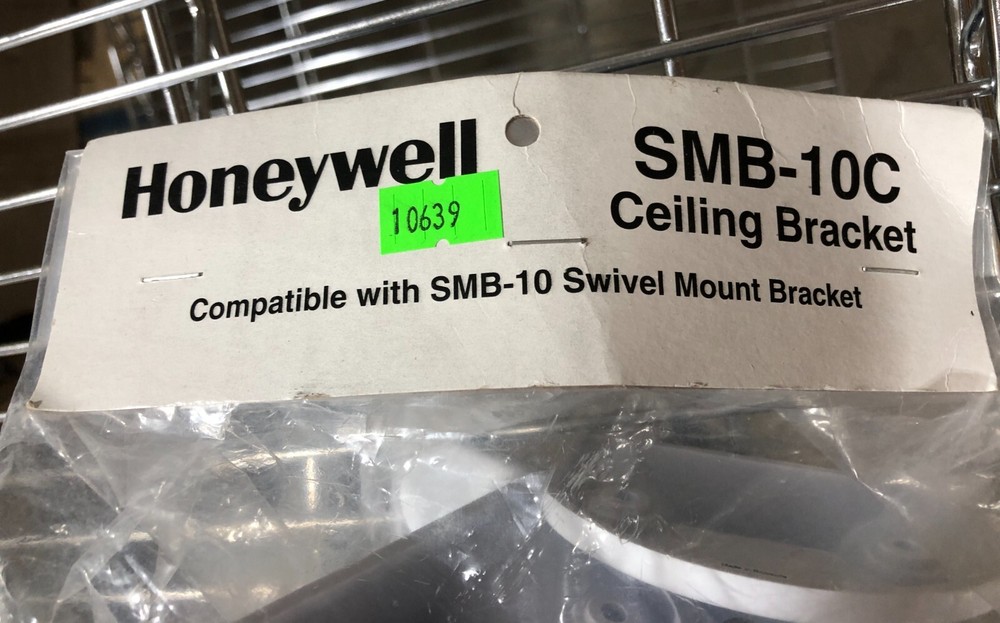 Honeywell
10639
SMB-10C
Ceiling Bracket
Compatible with SMB-10 Swivel Mount Bracket